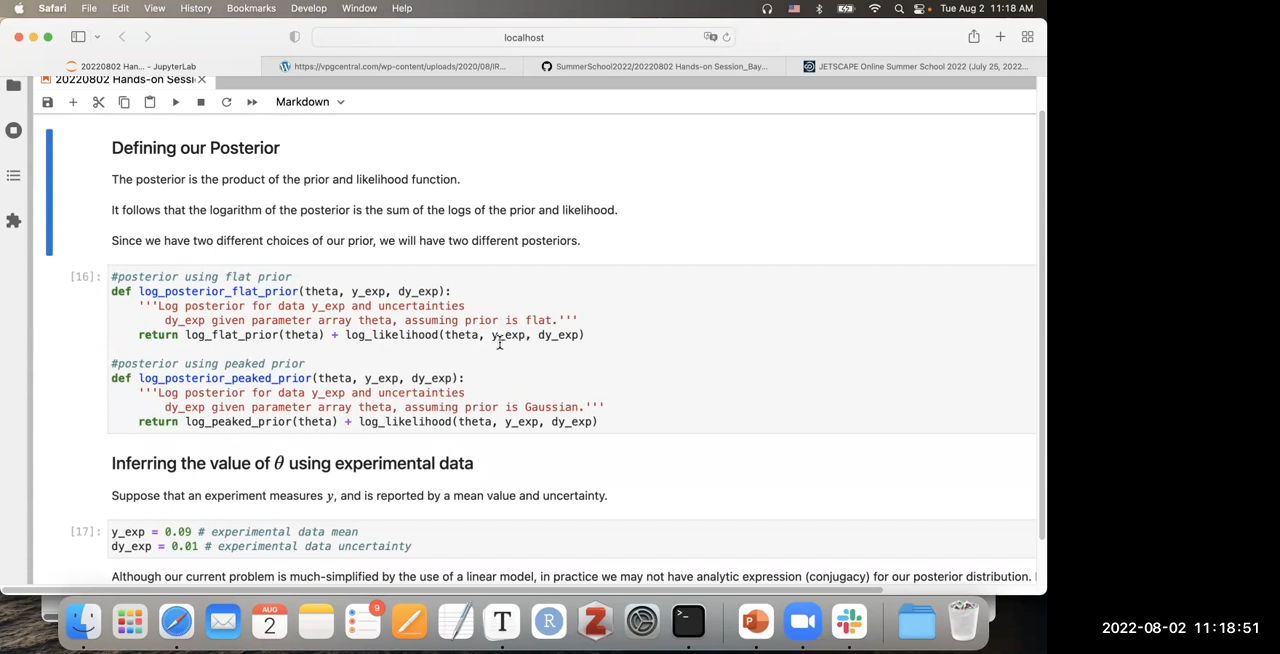 Safari File Edit View History Bookmarks Develop Window Help Tue Aug 2 11:18 AM
localhost
20220802 Han... - JupyterLab https://vpgcentral.com/wp-content/uploads/2020/08/IR... SummerSchool2022/20220802 Hands-on Session_Bay... JETSCAPE Online Summer School 2022 (July 25, 2022...
20220802 Hands-on Sessi
Markdown
Defining our Posterior
The posterior is the product of the prior and likelihood function.
It follows that the logarithm of the posterior is the sum of the logs of the prior and likelihood.
Since we have two different choices of our prior, we will have two different posteriors.
[16]: #posterior using flat prior
def log_posterior_flat_prior(theta, y_exp, dy_exp):
'''Log posterior for data y_exp and uncertainties
dy_exp given parameter array theta, assuming prior is flat.'''
return log_flat_prior(theta) + log_likelihood(theta, y_exp, dy_exp)
#posterior using peaked prior
def log_posterior_peaked_prior(theta, y_exp, dy_exp):
'''Log posterior for data y_exp and uncertainties
dy_exp given parameter array theta, assuming prior is Gaussian.'''
return log_peaked_prior(theta) + log_likelihood(theta, y_exp, dy_exp)
Inferring the value of θ using experimental data
Suppose that an experiment measures y, and is reported by a mean value and uncertainty.
[17]: y_exp = 0.09 # experimental data mean
dy_exp = 0.01 # experimental data uncertainty
Although our current problem is much-simplified by the use of a linear model, in practice we may not have analytic expression (conjugacy) for our posterior distribution.
AUG
2
9
T
R
Z
P
2022-08-02 11:18:51